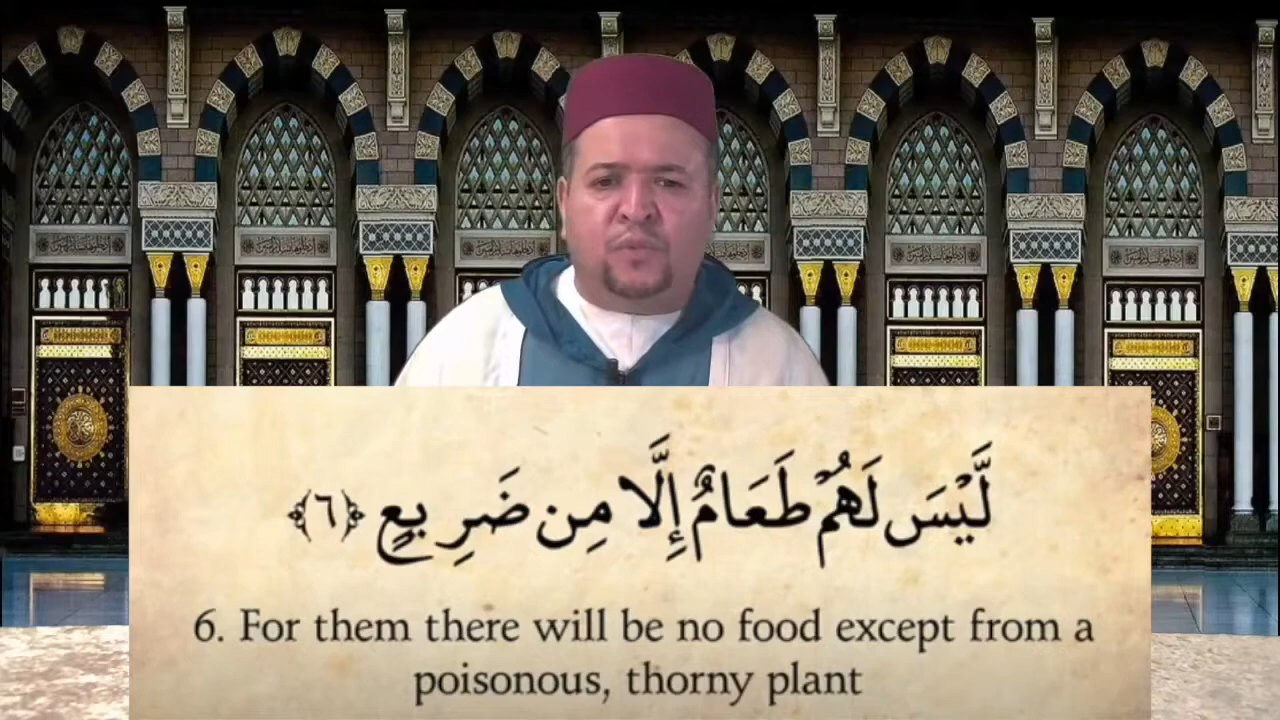 لَّيْسَ لَهُمْ طَعَامٌ إِلَّا مِن ضَرِيعٍ ﴿٦﴾
6. For them there will be no food except from a
poisonous, thorny plant